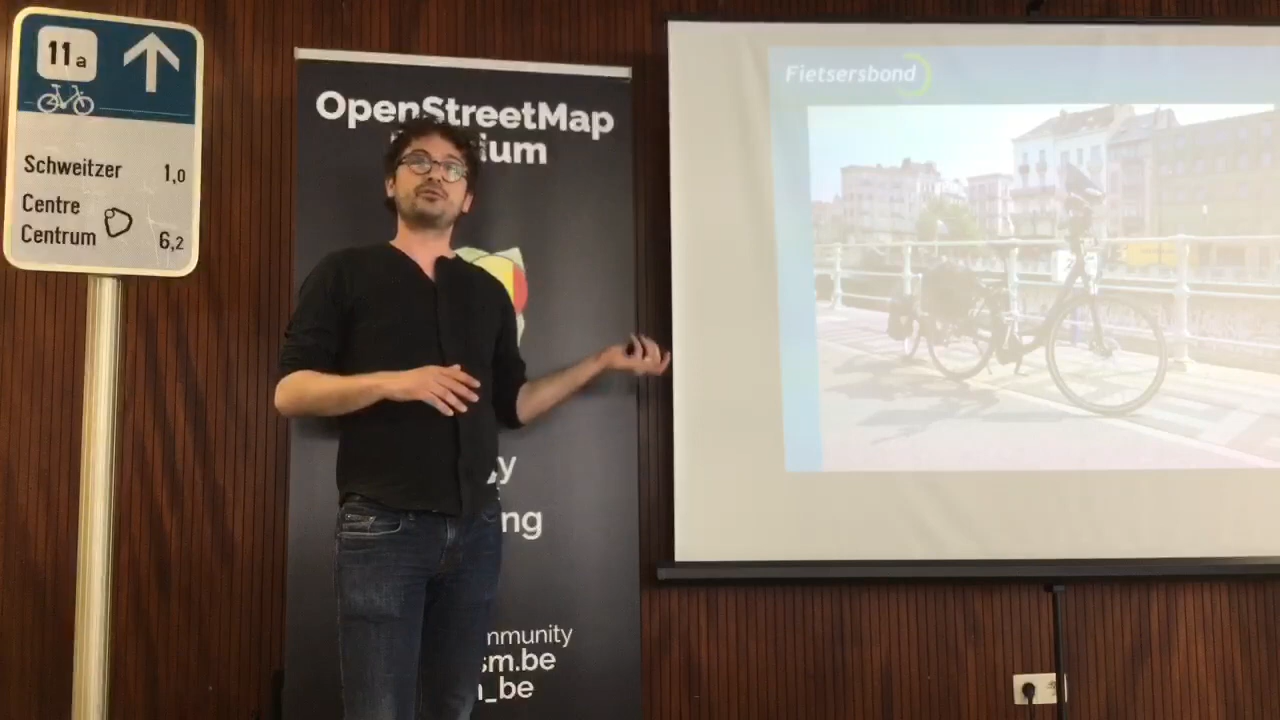 11a
Schweitzer 1,0
Centre
Centrum 6,2
OpenStreetMap
ium
y
ng
mmunity
sm.be
_be
Fietsersbond